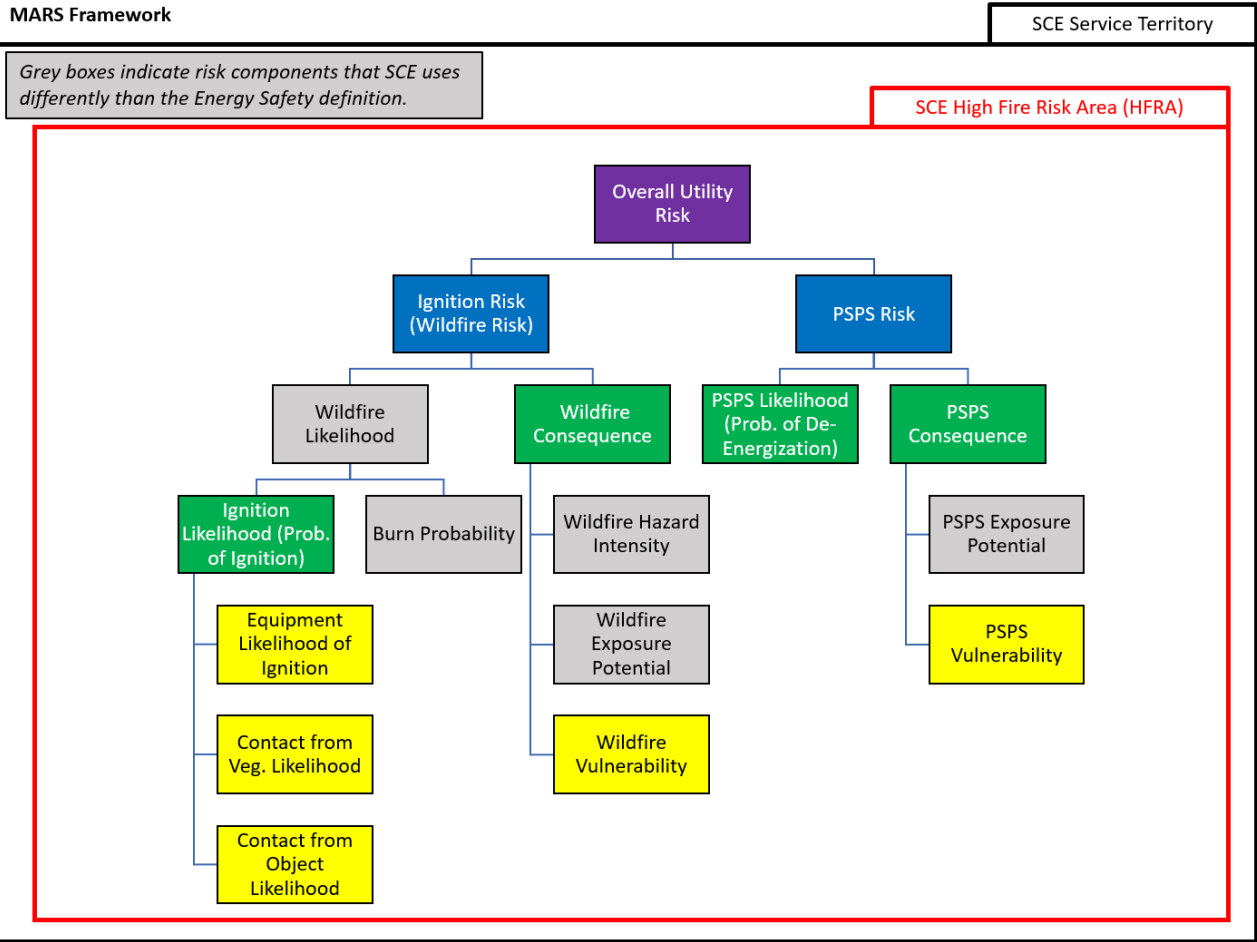 MARS Framework
SCE Service Territory
Grey boxes indicate risk components that SCE uses
differently than the Energy Safety definition.
SCE High Fire Risk Area (HFRA)
Overall Utility
Risk
Ignition Risk
(Wildfire Risk)
PSPS Risk
Wildfire
Likelihood
Wildfire
Consequence
PSPS Likelihood
(Prob. of De-
Energization)
PSPS
Consequence
Ignition
Likelihood (Prob.
of Ignition)
Burn Probability
Wildfire Hazard
Intensity
PSPS Exposure
Potential
Equipment
Likelihood of
Ignition
Wildfire
Exposure
Potential
PSPS
Vulnerability
Contact from
Veg. Likelihood
Wildfire
Vulnerability
Contact from
Object
Likelihood